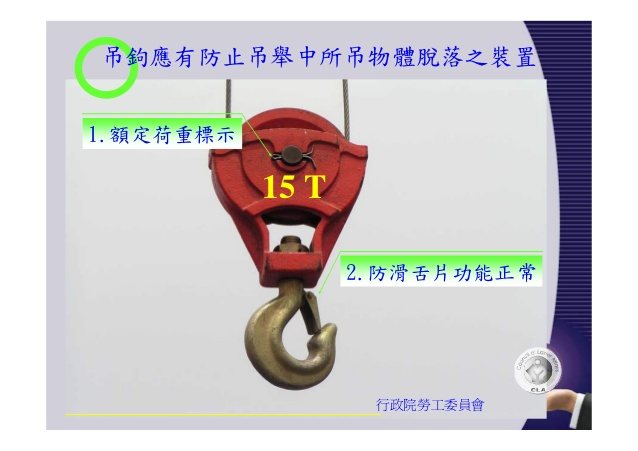 吊鉤應有防止吊舉中所吊物體脫落之裝置
1.額定荷重標示
15 T
2.防滑舌片功能正常
CLA
行政院勞工委員會